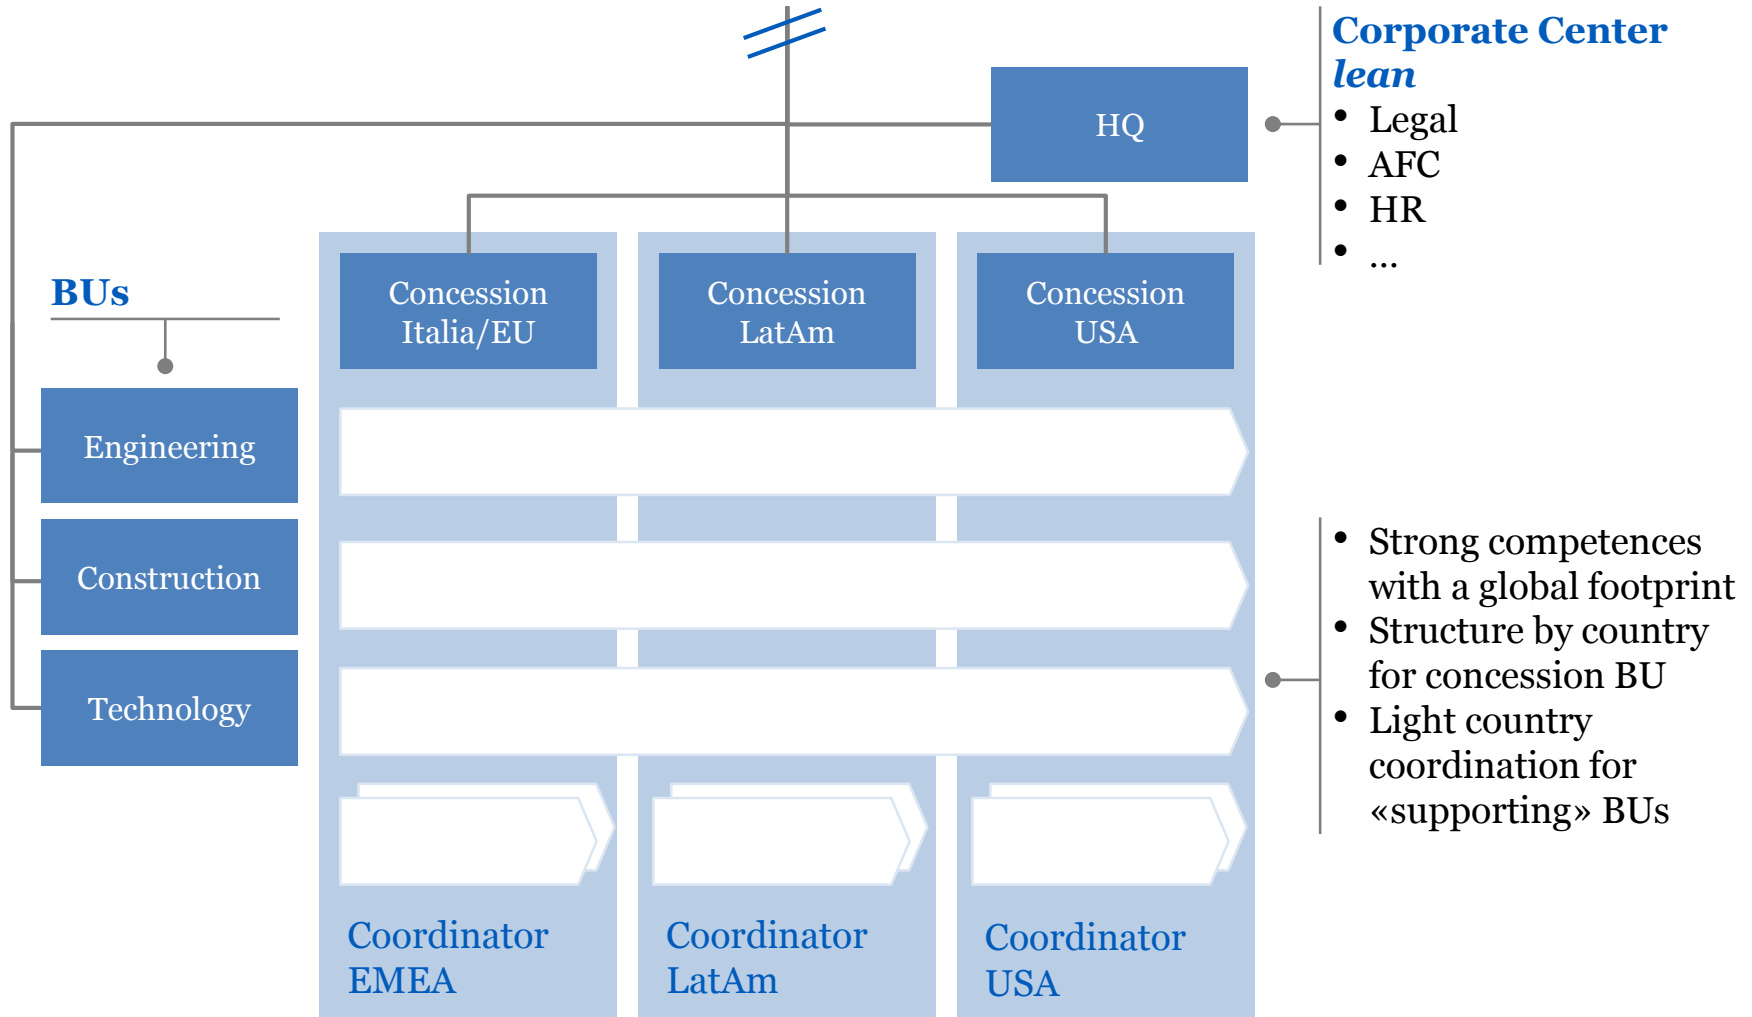 Corporate Center
lean
• Legal
• AFC
• HR
• ...
HQ
BUs
Concession
Italia/EU
Concession
LatAm
Concession
USA
Engineering
Construction
Technology
• Strong competences
with a global footprint
• Structure by country
for concession BU
• Light country
coordination for
«supporting» BUs
Coordinator
EMEA
Coordinator
LatAm
Coordinator
USA